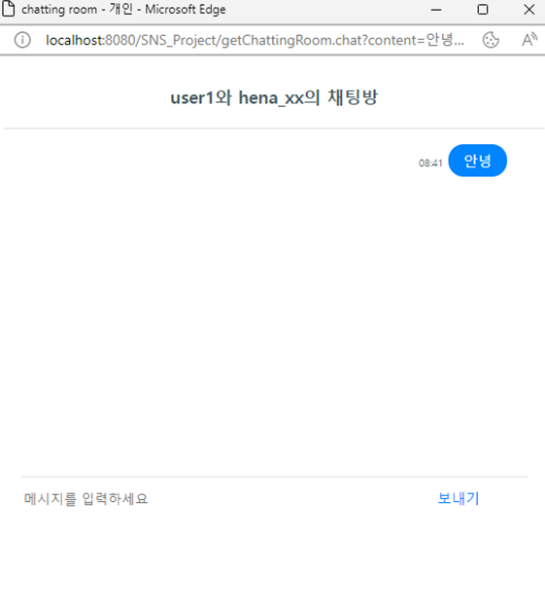 chatting room - 개인 - Microsoft Edge
localhost:8080/SNS_Project/getChattingRoom.chat?content=안녕...
user1와 hena_xx의 채팅방
08:41 안녕
메시지를 입력하세요 보내기